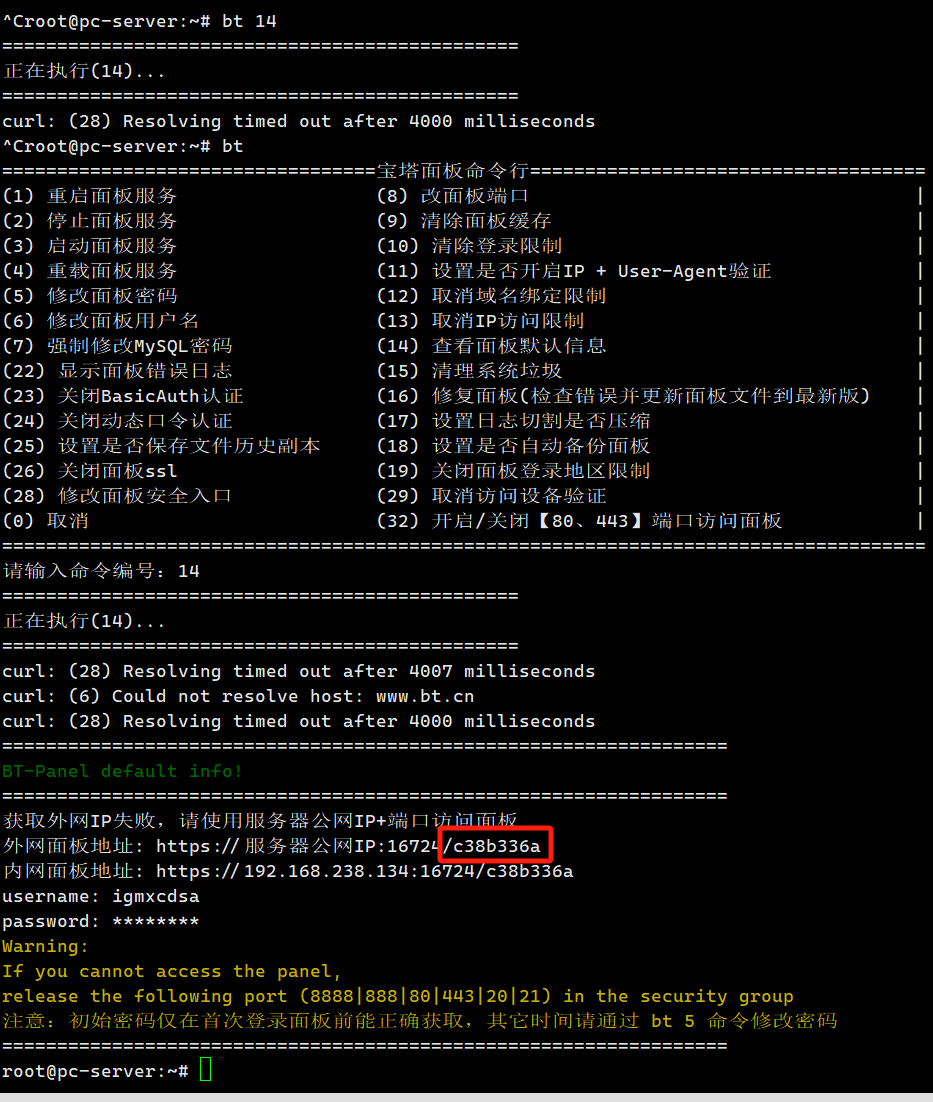 ^Croot@pc-server:~# bt 14
===============================================
正在执行(14)...
===============================================
curl: (28) Resolving timed out after 4000 milliseconds
^Croot@pc-server:~# bt
==================================宝塔面板命令行====================================
(1) 重启面板服务 (8) 改面板端口 |
(2) 停止面板服务 (9) 清除面板缓存 |
(3) 启动面板服务 (10) 清除登录限制 |
(4) 重载面板服务 (11) 设置是否开启IP + User-Agent验证 |
(5) 修改面板密码 (12) 取消域名绑定限制 |
(6) 修改面板用户名 (13) 取消IP访问限制 |
(7) 强制修改MySQL密码 (14) 查看面板默认信息 |
(22) 显示面板错误日志 (15) 清理系统垃圾 |
(23) 关闭BasicAuth认证 (16) 修复面板(检查错误并更新面板文件到最新版) |
(24) 关闭动态口令认证 (17) 设置日志切割是否压缩 |
(25) 设置是否保存文件历史副本 (18) 设置是否自动备份面板 |
(26) 关闭面板ssl (19) 关闭面板登录地区限制 |
(28) 修改面板安全入口 (29) 取消访问设备验证 |
(0) 取消 (32) 开启/关闭【80、443】端口访问面板 |
====================================================================================
请输入命令编号：14
===============================================
正在执行(14)...
===============================================
curl: (28) Resolving timed out after 4007 milliseconds
curl: (6) Could not resolve host: www.bt.cn
curl: (28) Resolving timed out after 4000 milliseconds
==================================================================
BT-Panel default info!
==================================================================
获取外网IP失败，请使用服务器公网IP+端口访问面板
外网面板地址: https://服务器公网IP:16724/c38b336a
内网面板地址: https://192.168.238.134:16724/c38b336a
username: igmxcdsa
password: ********
Warning:
If you cannot access the panel,
release the following port (8888|888|80|443|20|21) in the security group
注意：初始密码仅在首次登录面板前能正确获取，其它时间请通过 bt 5 命令修改密码
==================================================================
root@pc-server:~#